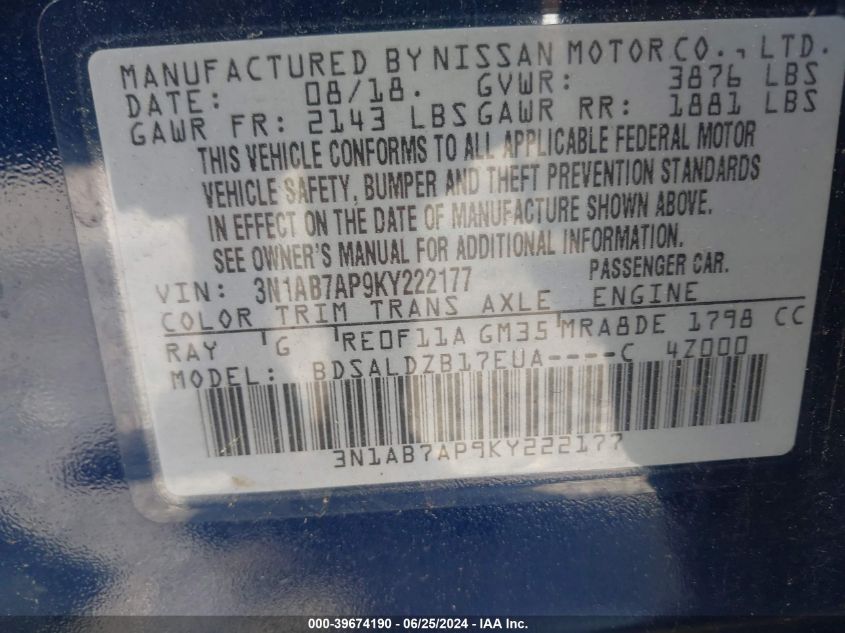 MANUFACTURED BY NISSAN MOTOR CO., LTD.
DATE: 08/18. GVWR: 3876 LBS
GAWR FR: 2143 LBS GAWR RR: 1881 LBS
THIS VEHICLE CONFORMS TO ALL APPLICABLE FEDERAL MOTOR
VEHICLE SAFETY, BUMPER AND THEFT PREVENTION STANDARDS
IN EFFECT ON THE DATE OF MANUFACTURE SHOWN ABOVE.
SEE OWNER'S MANUAL FOR ADDITIONAL INFORMATION.
VIN: 3N1AB7AP9KY222177 PASSENGER CAR.
COLOR TRIM TRANS AXLE ENGINE
RAY G RE0F11A GM35 MRA8DE 1798 CC
MODEL: BDSALDZB17EUA----C 4Z000
3N1AB7AP9KY222177
000-39674190 - 06/25/2024 - IAA Inc.